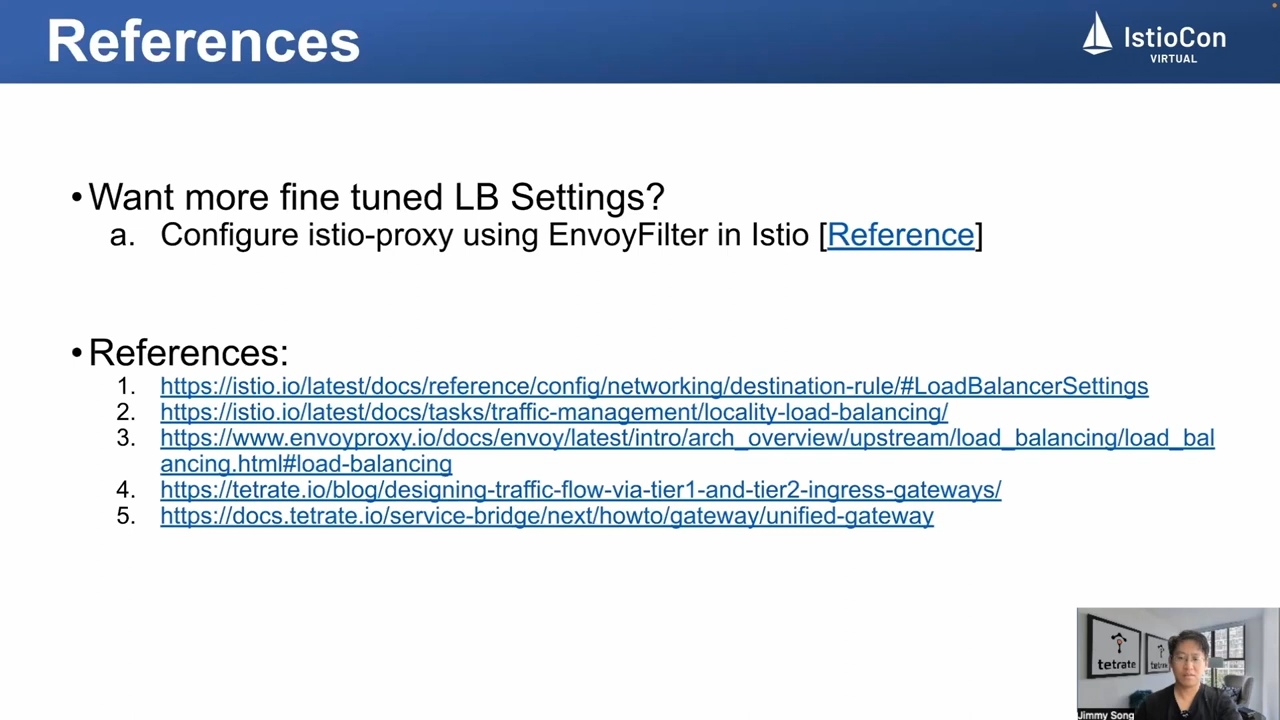 References
IstioCon
VIRTUAL
• Want more fine tuned LB Settings?
a. Configure istio-proxy using EnvoyFilter in Istio [Reference]
• References:
1. https://istio.io/latest/docs/reference/config/networking/destination-rule/#LoadBalancerSettings
2. https://istio.io/latest/docs/tasks/traffic-management/locality-load-balancing/
3. https://www.envoyproxy.io/docs/envoy/latest/intro/arch_overview/upstream/load_balancing/load_bal
ancing.html#load-balancing
4. https://tetrate.io/blog/designing-traffic-flow-via-tier1-and-tier2-ingress-gateways/
5. https://docs.tetrate.io/service-bridge/next/howto/gateway/unified-gateway
tetrate
Jimmy Song